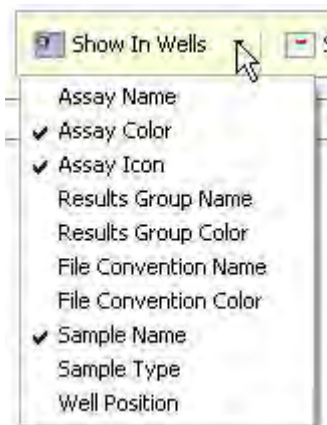 Show In Wells
Assay Name
Assay Color
Assay Icon
Results Group Name
Results Group Color
File Convention Name
File Convention Color
Sample Name
Sample Type
Well Position